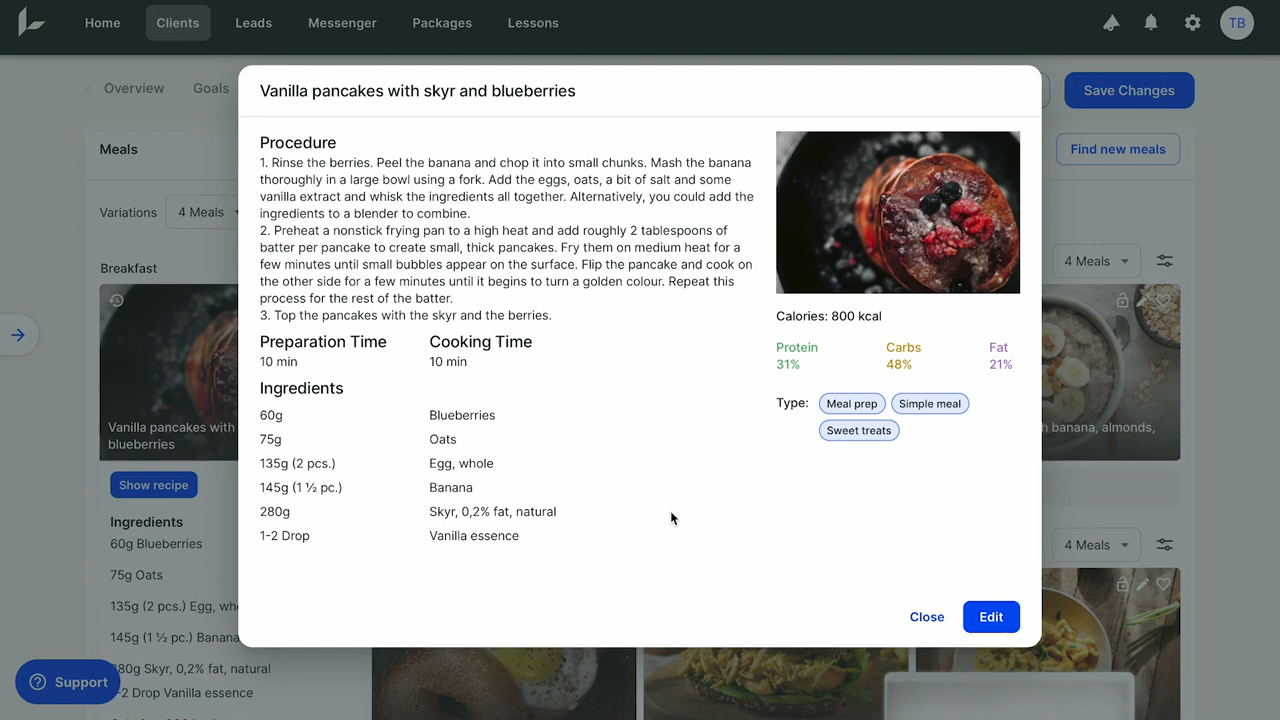 Home Clients Leads Messenger Packages Lessons TB
Overview Goals Save Changes
Meals Find new meals
Variations 4 Meals
Breakfast 4 Meals
Vanilla pancakes with
blueberries
h banana, almonds,
Show recipe
Ingredients
60g Blueberries
75g Oats
135g (2 pcs.) Egg,
145g (1 ½ pc.) Banana
Skyr, 0,2% fat, natural
Drop Vanilla essence
4 Meals
Support
Vanilla pancakes with skyr and blueberries
Procedure
1. Rinse the berries. Peel the banana and chop it into small chunks. Mash the banana
thoroughly in a large bowl using a fork. Add the eggs, oats, a bit of salt and some
vanilla extract and whisk the ingredients all together. Alternatively, you could add the
ingredients to a blender to combine.
2. Preheat a nonstick frying pan to a high heat and add roughly 2 tablespoons of
batter per pancake to create small, thick pancakes. Fry them on medium heat for a
few minutes until small bubbles appear on the surface. Flip the pancake and cook on
the other side for a few minutes until it begins to turn a golden colour. Repeat this
process for the rest of the batter.
3. Top the pancakes with the skyr and the berries.
Preparation Time Cooking Time
10 min 10 min
Ingredients
60g Blueberries
75g Oats
135g (2 pcs.) Egg, whole
145g (1 ½ pc.) Banana
280g Skyr, 0,2% fat, natural
1-2 Drop Vanilla essence
Calories: 800 kcal
Protein Carbs Fat
31% 48% 21%
Type: Meal prep Simple meal
Sweet treats
Close Edit